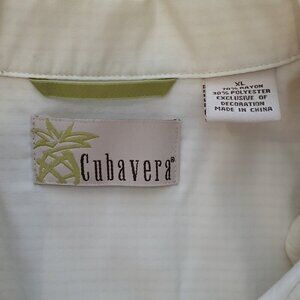 XL
70% RAYON
30% POLYESTER
EXCLUSIVE OF
DECORATION
MADE IN CHINA
Cubavera®